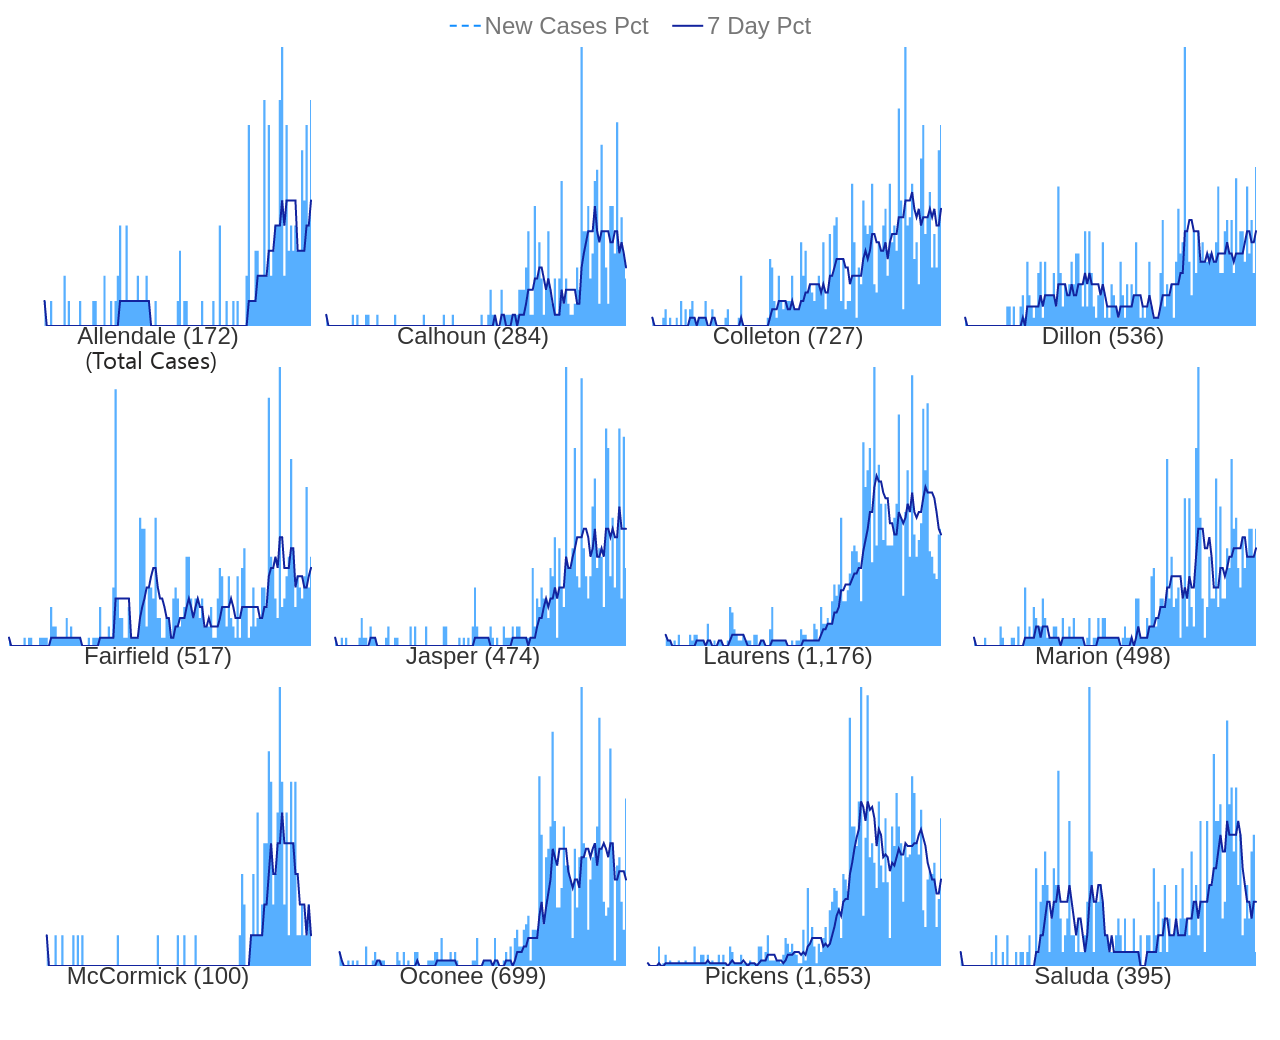 New Cases Pct 7 Day Pct
Allendale (172) Calhoun (284) Colleton (727) Dillon (536)
(Total Cases)
Fairfield (517) Jasper (474) Laurens (1,176) Marion (498)
McCormick (100) Oconee (699) Pickens (1,653) Saluda (395)